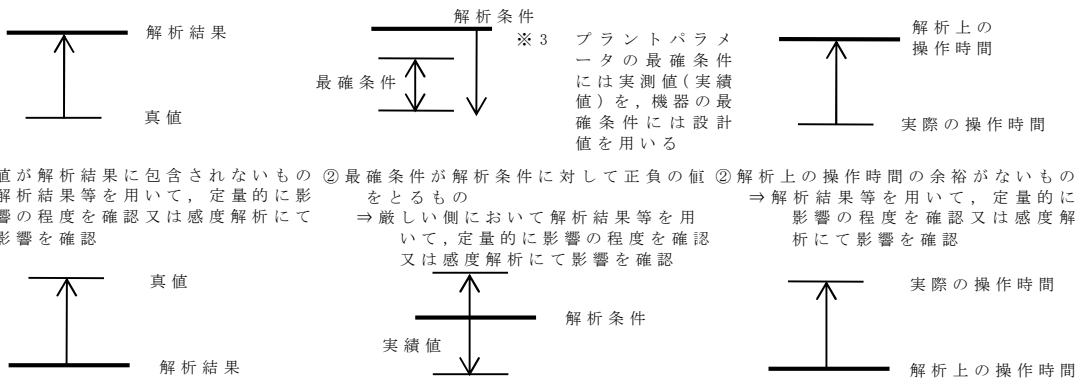 解析結果
真値
解析条件
最確条件
※3 プラントパラメ
ータの最確条件
には実測値(実績
値)を,機器の最
確条件には設計
値を用いる
解析上の
操作時間
実際の操作時間
値が解析結果に包含されないもの
解析結果等を用いて,定量的に影
響の程度を確認又は感度解析にて
影響を確認
②最確条件が解析条件に対して正負の値
をとるもの
⇒厳しい側において解析結果等を用
いて,定量的に影響の程度を確認
又は感度解析にて影響を確認
②解析上の操作時間の余裕がないもの
⇒解析結果等を用いて,定量的に
影響の程度を確認又は感度解
析にて影響を確認
真値
解析結果
解析条件
実績値
実際の操作時間
解析上の操作時間